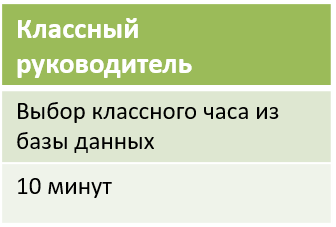 Классный
руководитель
Выбор классного часа из
базы данных
10 минут